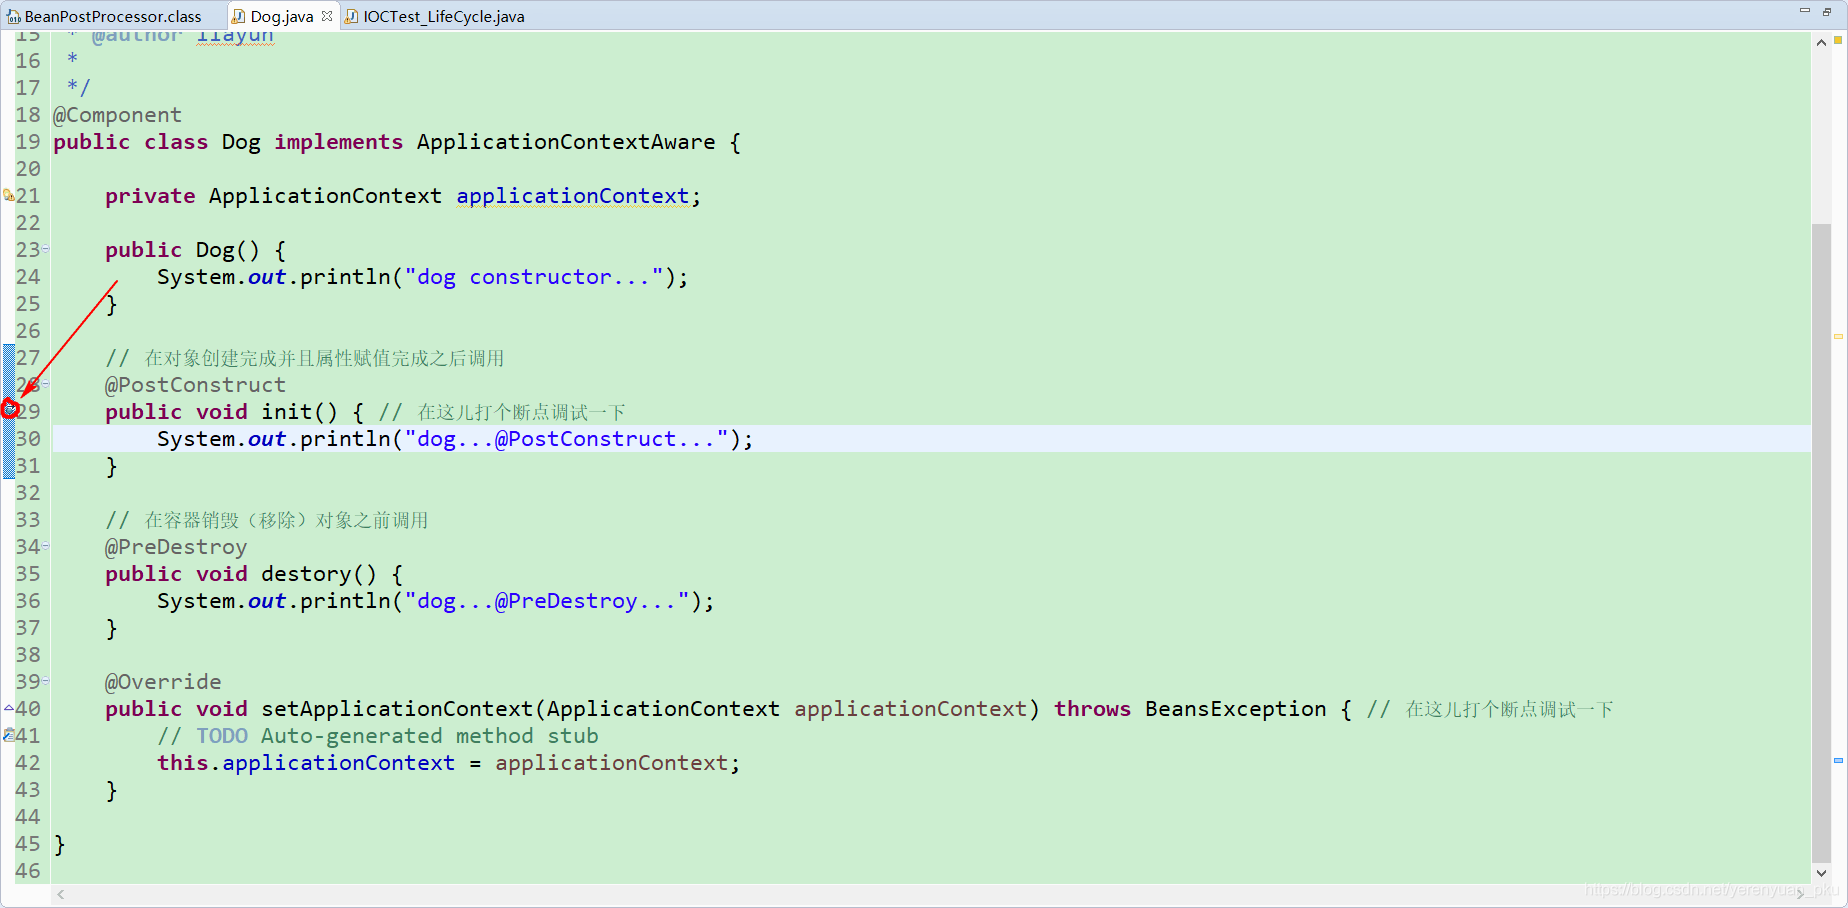 BeanPostProcessor.class Dog.java IOCTest_LifeCycle.java
15 * @author liayun
16 *
17 */
18 @Component
19 public class Dog implements ApplicationContextAware {
20
21 private ApplicationContext applicationContext;
22
23 public Dog() {
24 System.out.println("dog constructor...");
25 }
26
27 // 在对象创建完成并且属性赋值完成之后调用
28 @PostConstruct
29 public void init() { // 在这儿打个断点调试一下
30 System.out.println("dog...@PostConstruct...");
31 }
32
33 // 在容器销毁（移除）对象之前调用
34 @PreDestroy
35 public void destory() {
36 System.out.println("dog...@PreDestroy...");
37 }
38
39 @Override
40 public void setApplicationContext(ApplicationContext applicationContext) throws BeansException { // 在这儿打个断点调试一下
41 // TODO Auto-generated method stub
42 this.applicationContext = applicationContext;
43 }
44
45 }
46
https://blog.csdn.net/yerenyuan_pku